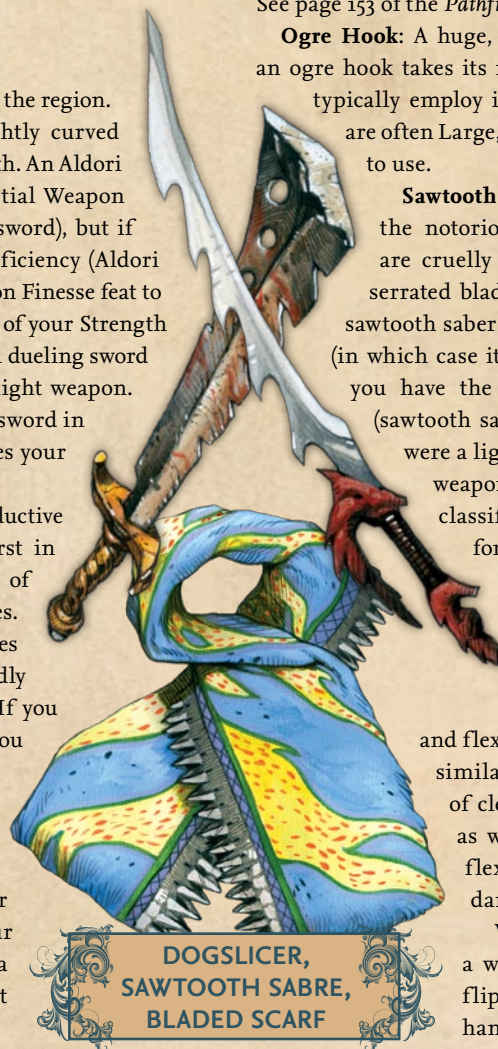 the region.
htly curved
th. An Aldori
tial Weapon
sword), but if
ficiency (Aldori
on Finesse feat to
of your Strength
dueling sword
light weapon.
sword in
es your
ductive
rst in
of
es.
es
dly
If you
ou
r
ur
a
t
See page 153 of the Pathfi
Ogre Hook: A huge,
an ogre hook takes its
typically employ i
are often Large,
to use.
Sawtooth
the notorio
are cruelly
serrated blad
sawtooth saber
(in which case it
you have the
(sawtooth sa
were a lig
weapon
classif
for
and flex
simila
of clo
as w
flex
da
a w
flip
han
DOGSLICER,
SAWTOOTH SABRE,
BLADED SCARF